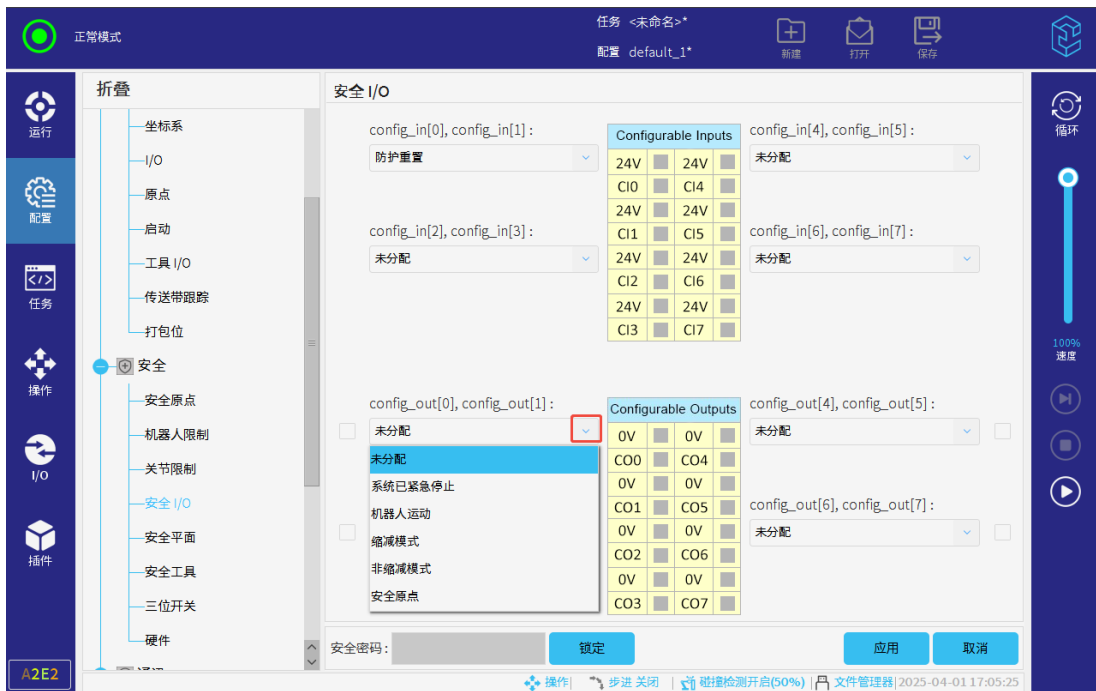 正常模式
任务 <未命名>*
配置 default_1*
新建
打开
保存
运行
配置
任务
操作
I/O
插件
A2E2
折叠
坐标系
I/O
原点
启动
工具 I/O
传送带跟踪
打包位
安全
安全原点
机器人限制
关节限制
安全 I/O
安全平面
安全工具
三位开关
硬件
安全 I/O
config_in[0], config_in[1] :
防护重置
config_in[2], config_in[3] :
未分配
Configurable Inputs
24V 24V
CI0 CI4
24V 24V
CI1 CI5
24V 24V
CI2 CI6
24V 24V
CI3 CI7
config_in[4], config_in[5] :
未分配
config_in[6], config_in[7] :
未分配
config_out[0], config_out[1] :
未分配
未分配
系统已紧急停止
机器人运动
缩减模式
非缩减模式
安全原点
Configurable Outputs
0V 0V
CO0 CO4
0V 0V
CO1 CO5
0V 0V
CO2 CO6
0V 0V
CO3 CO7
config_out[4], config_out[5] :
未分配
config_out[6], config_out[7] :
未分配
安全密码:
锁定
应用
取消
循环
100%
速度
操作| 步进 关闭 | 碰撞检测开启(50%) | 文件管理器|2025-04-01 17:05:25